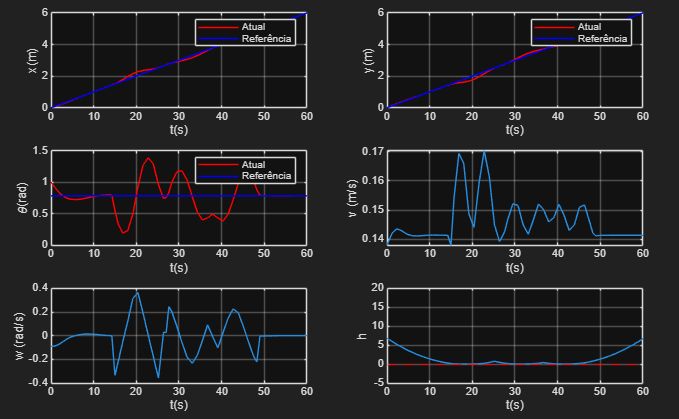 6
4
2
0
x (m)
0 10 20 30 40 50 60
t(s)
Atual
Referência
6
4
2
0
y (m)
0 10 20 30 40 50 60
t(s)
Atual
Referência
1.5
1
0.5
0
θ(rad)
0 10 20 30 40 50 60
t(s)
Atual
Referência
0.17
0.16
0.15
0.14
v (m/s)
0 10 20 30 40 50 60
t(s)
0.4
0.2
0
-0.2
-0.4
w (rad/s)
0 10 20 30 40 50 60
t(s)
20
15
10
5
0
-5
h
0 10 20 30 40 50 60
t(s)